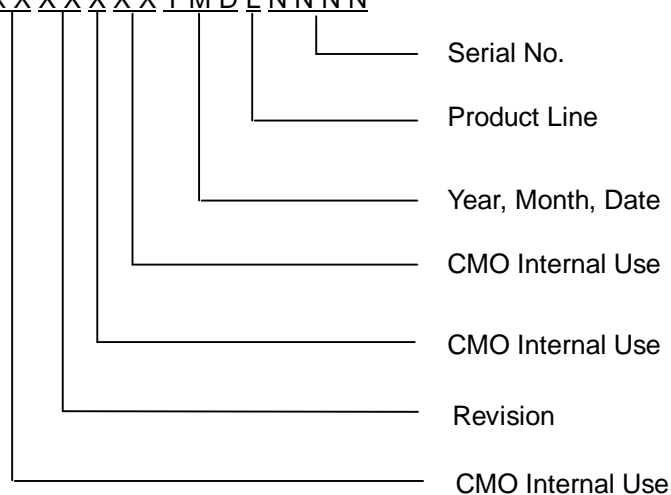 X X X X X X X Y M D L N N N N
Serial No.
Product Line
Year, Month, Date
CMO Internal Use
CMO Internal Use
Revision
CMO Internal Use